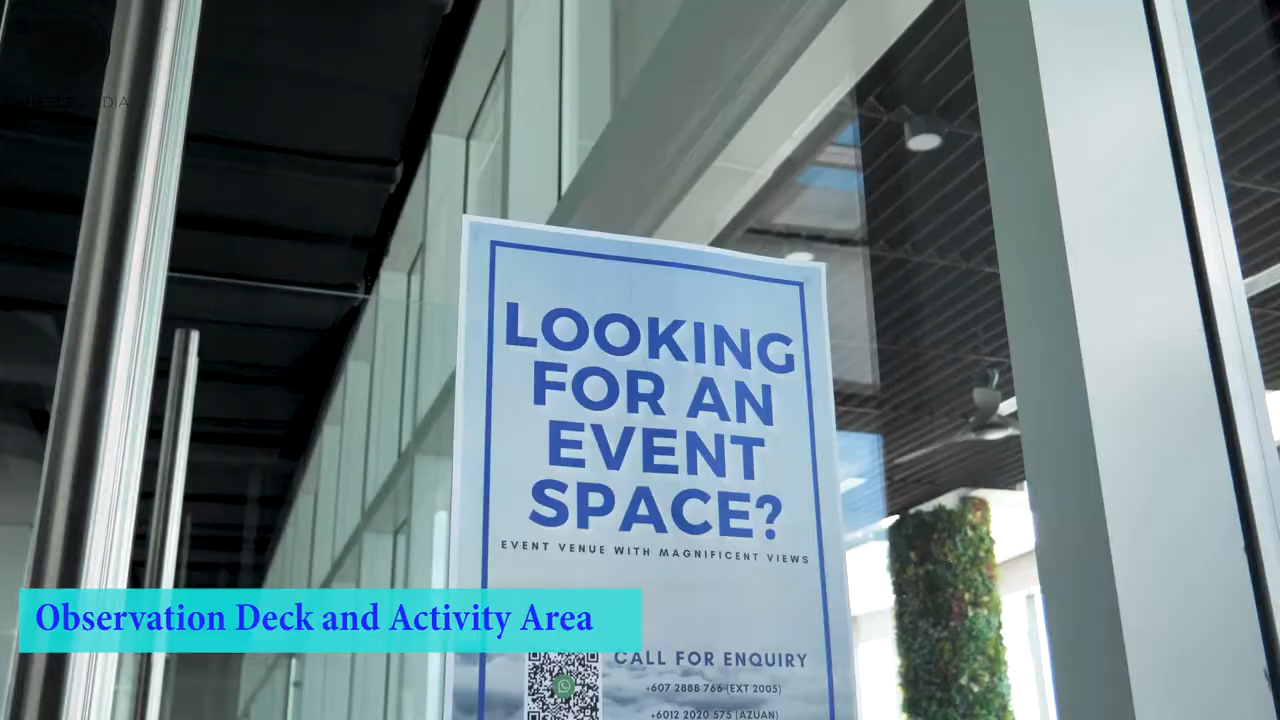 LOOKING
FOR AN
EVENT
SPACE?
EVENT VENUE WITH MAGNIFICENT VIEWS
Observation Deck and Activity Area
CALL FOR ENQUIRY
+607 2888 766 (EXT 2005)
+6012 2020 575 (AZUAN)